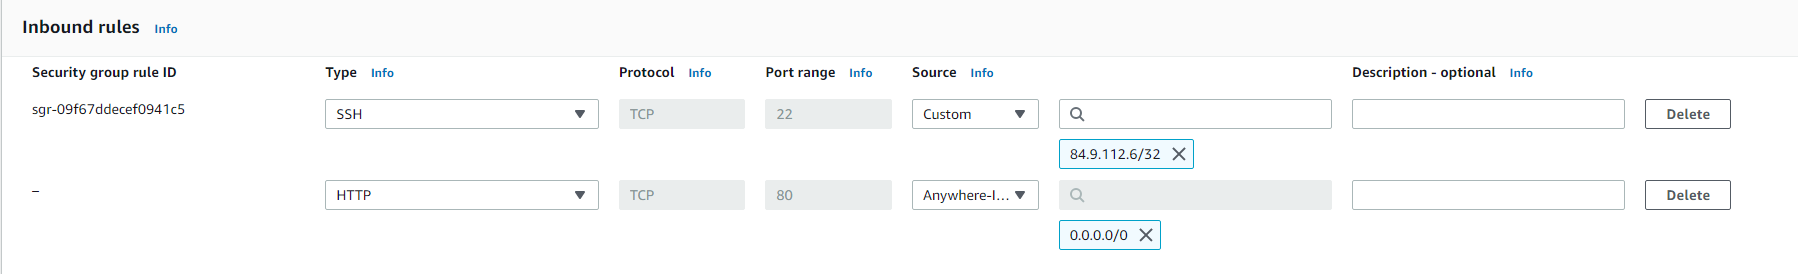 Inbound rules Info
Security group rule ID Type Info Protocol Info Port range Info Source Info Description - optional Info
sgr-09f67ddecef0941c5 SSH TCP 22 Custom Delete
84.9.112.6/32
– HTTP TCP 80 Anywhere-I... Delete
0.0.0.0/0